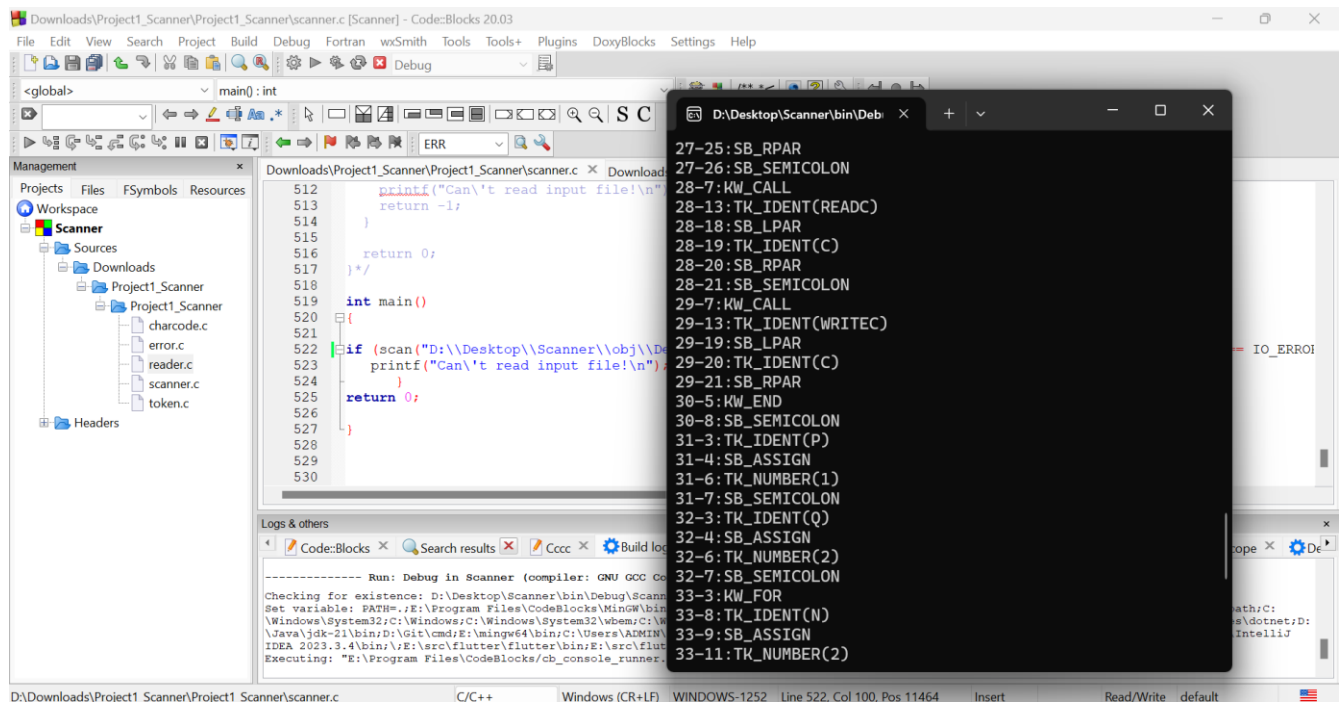 Downloads\Project1_Scanner\Project1_Scanner\scanner.c [Scanner] - Code::Blocks 20.03
File Edit View Search Project Build Debug Fortran wxSmith Tools Tools+ Plugins DoxyBlocks Settings Help
Debug
<global>
main() : int
S C
ERR
Management
Projects Files FSymbols Resources
Workspace
Scanner
Sources
Downloads
Project1_Scanner
Project1_Scanner
charcode.c
error.c
reader.c
scanner.c
token.c
Headers
Downloads\Project1_Scanner\Project1_Scanner\scanner.c
512 printf("Can\'t read input file!\n")
513 return -1;
514 }
515
516 return 0;
517 }*/
518
519 int main()
520 {
521
522 if (scan("D:\\Desktop\\Scanner\\obj\\De
523 printf("Can\'t read input file!\n");
524 }
525 return 0;
526
527 }
528
529
530
D:\Desktop\Scanner\bin\Deb
27-25:SB_RPAR
27-26:SB_SEMICOLON
28-7:KW_CALL
28-13:TK_IDENT(READC)
28-18:SB_LPAR
28-19:TK_IDENT(C)
28-20:SB_RPAR
28-21:SB_SEMICOLON
29-7:KW_CALL
29-13:TK_IDENT(WRITEC)
29-19:SB_LPAR
29-20:TK_IDENT(C)
29-21:SB_RPAR
30-5:KW_END
30-8:SB_SEMICOLON
31-3:TK_IDENT(P)
31-4:SB_ASSIGN
31-6:TK_NUMBER(1)
31-7:SB_SEMICOLON
32-3:TK_IDENT(Q)
32-4:SB_ASSIGN
32-6:TK_NUMBER(2)
32-7:SB_SEMICOLON
33-3:KW_FOR
33-8:TK_IDENT(N)
33-9:SB_ASSIGN
33-11:TK_NUMBER(2)
Logs & others
Code::Blocks Search results Cccc Build log
-------------- Run: Debug in Scanner (compiler: GNU GCC Co
Checking for existence: D:\Desktop\Scanner\bin\Debug\Scann
Set variable: PATH=.;E:\Program Files\CodeBlocks\MinGW\bin
\Windows\System32;C:\Windows;C:\Windows\System32\wbem;C:\W
\Java\jdk-21\bin;D:\Git\cmd;E:\mingw64\bin;C:\Users\ADMIN\
IDEA 2023.3.4\bin;\;E:\src\flutter\flutter\bin;E:\src\flut
Executing: "E:\Program Files\CodeBlocks/cb_console_runner.
D:\Downloads\Project1_Scanner\Project1_Scanner\scanner.c C/C++ Windows (CR+LF) WINDOWS-1252 Line 522, Col 100, Pos 11464 Insert Read/Write default